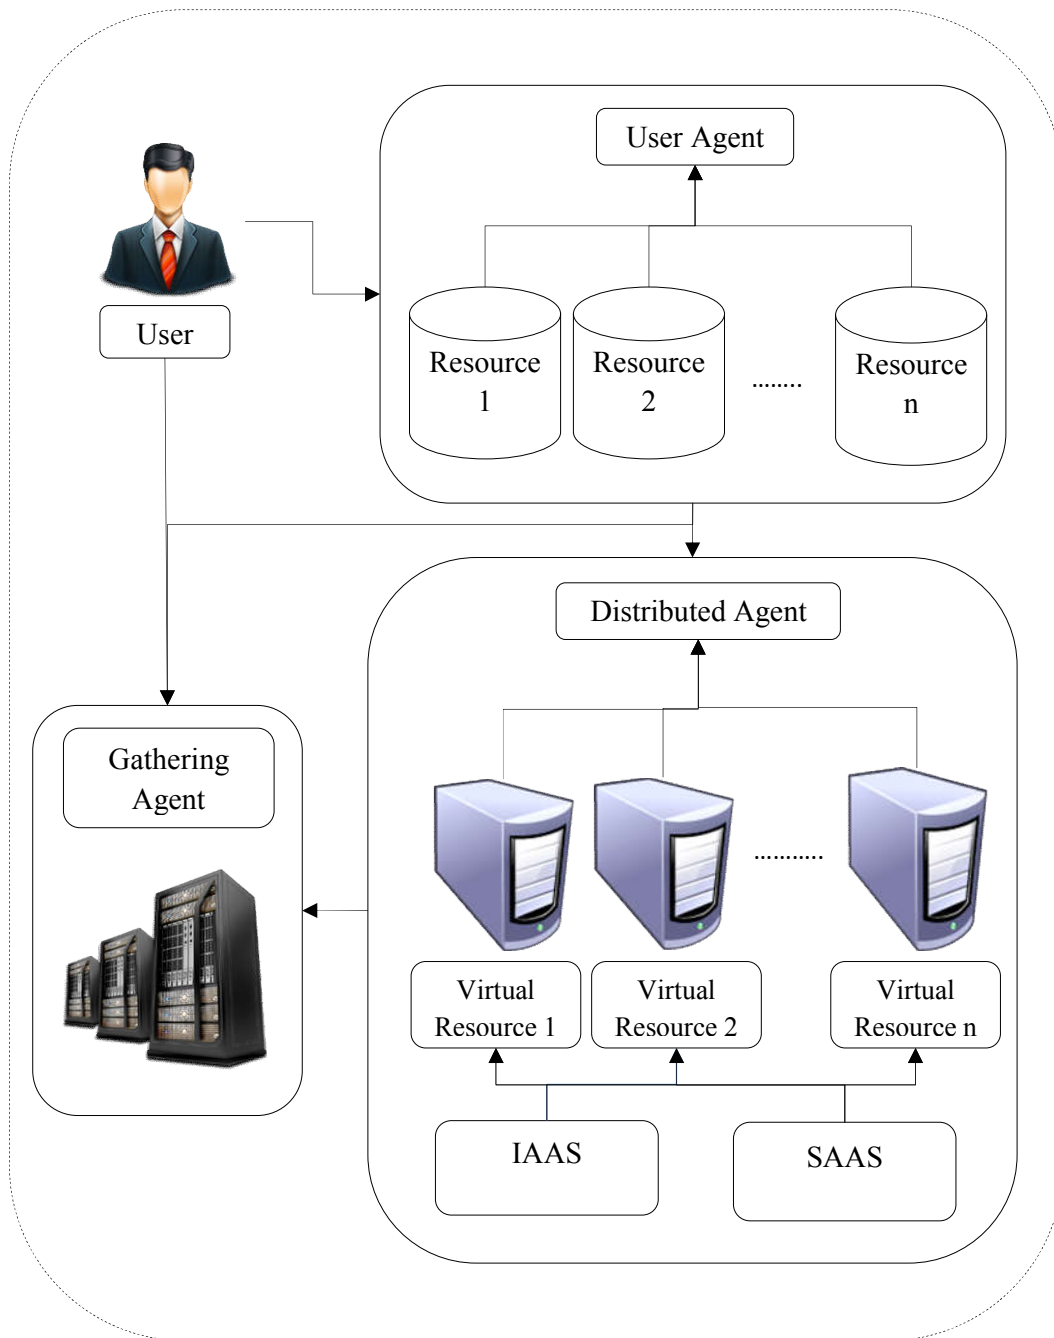 User Agent
User
Resource
1
Resource
2
........
Resource
n
Distributed Agent
Gathering
Agent
...........
Virtual
Resource 1
Virtual
Resource 2
Virtual
Resource n
IAAS
SAAS